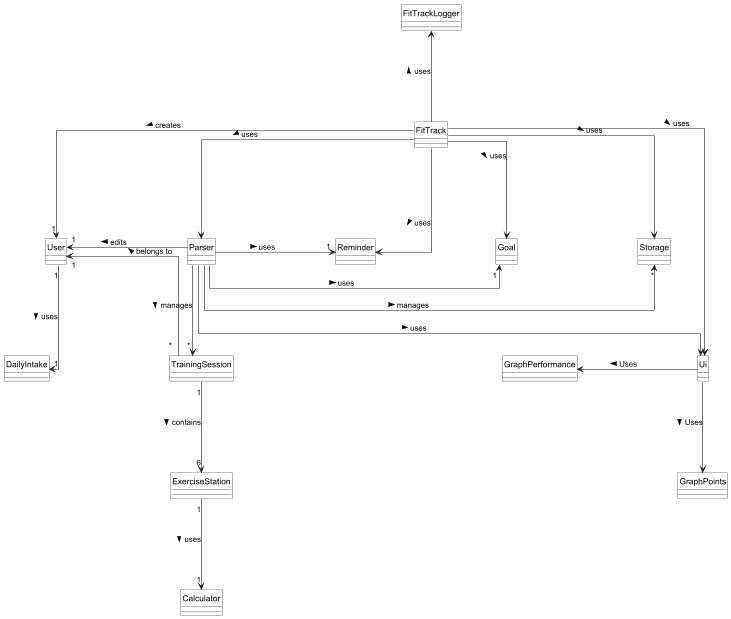 FitTrackLogger
uses
FitTrack
creates
uses
uses
uses
uses
uses
1
1
User
1
edits
belongs to
Parser
uses
1
Reminder
Goal
Storage
1
uses
1
*
manages
manages
uses
uses
*
*
DailyIntake
1
TrainingSession
GraphPerformance
Uses
Ui
1
contains
Uses
6
ExerciseStation
GraphPoints
1
uses
1
Calculator